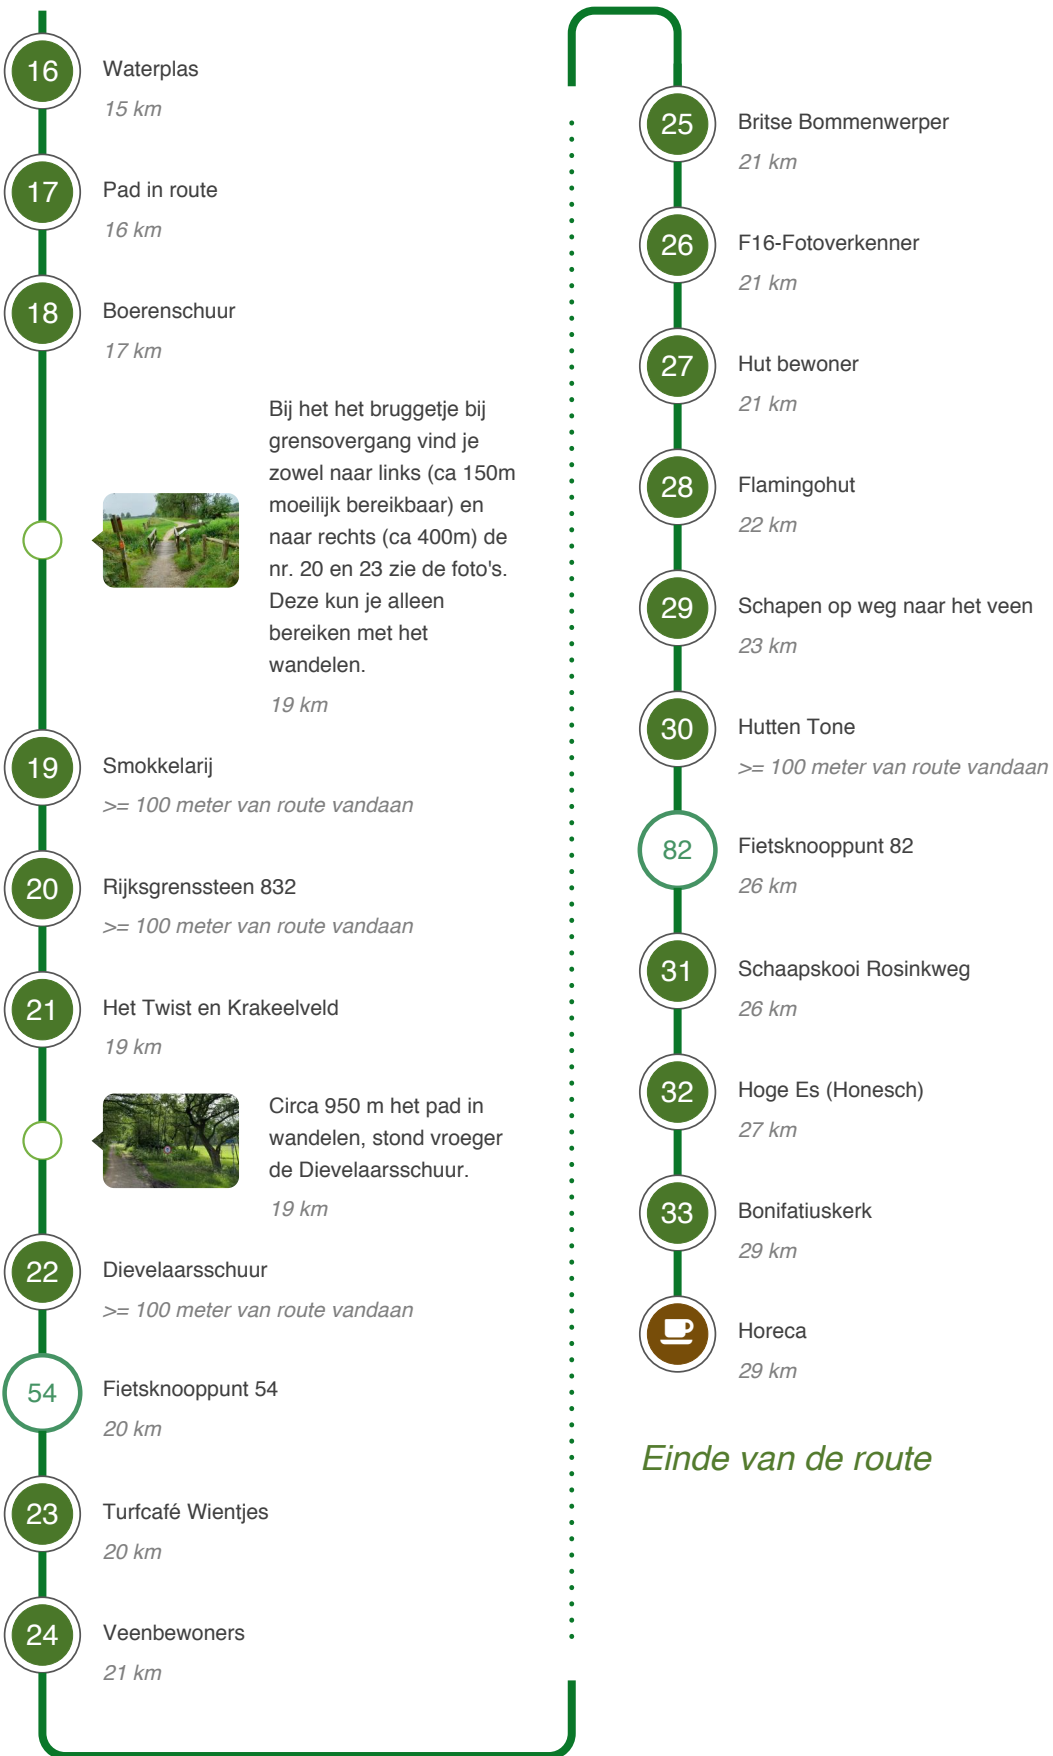 16
Waterplas
15 km
17
Pad in route
16 km
18
Boerenschuur
17 km
Bij het het bruggetje bij
grensovergang vind je
zowel naar links (ca 150m
moeilijk bereikbaar) en
naar rechts (ca 400m) de
nr. 20 en 23 zie de foto's.
Deze kun je alleen
bereiken met het
wandelen.
19 km
19
Smokkelarij
>= 100 meter van route vandaan
20
Rijksgrenssteen 832
>= 100 meter van route vandaan
21
Het Twist en Krakeelveld
19 km
Circa 950 m het pad in
wandelen, stond vroeger
de Dievelaarsschuur.
19 km
22
Dievelaarsschuur
>= 100 meter van route vandaan
54
Fietsknooppunt 54
20 km
23
Turfcafé Wientjes
20 km
24
Veenbewoners
21 km
25
Britse Bommenwerper
21 km
26
F16-Fotoverkenner
21 km
27
Hut bewoner
21 km
28
Flamingohut
22 km
29
Schapen op weg naar het veen
23 km
30
Hutten Tone
>= 100 meter van route vandaan
82
Fietsknooppunt 82
26 km
31
Schaapskooi Rosinkweg
26 km
32
Hoge Es (Honesch)
27 km
33
Bonifatiuskerk
29 km
Horeca
29 km
Einde van de route